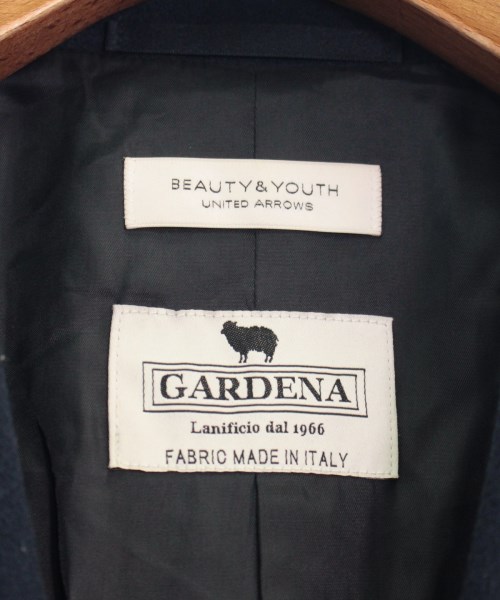 BEAUTY&YOUTH
UNITED ARROWS
GARDENA
Lanificio dal 1966
FABRIC MADE IN ITALY